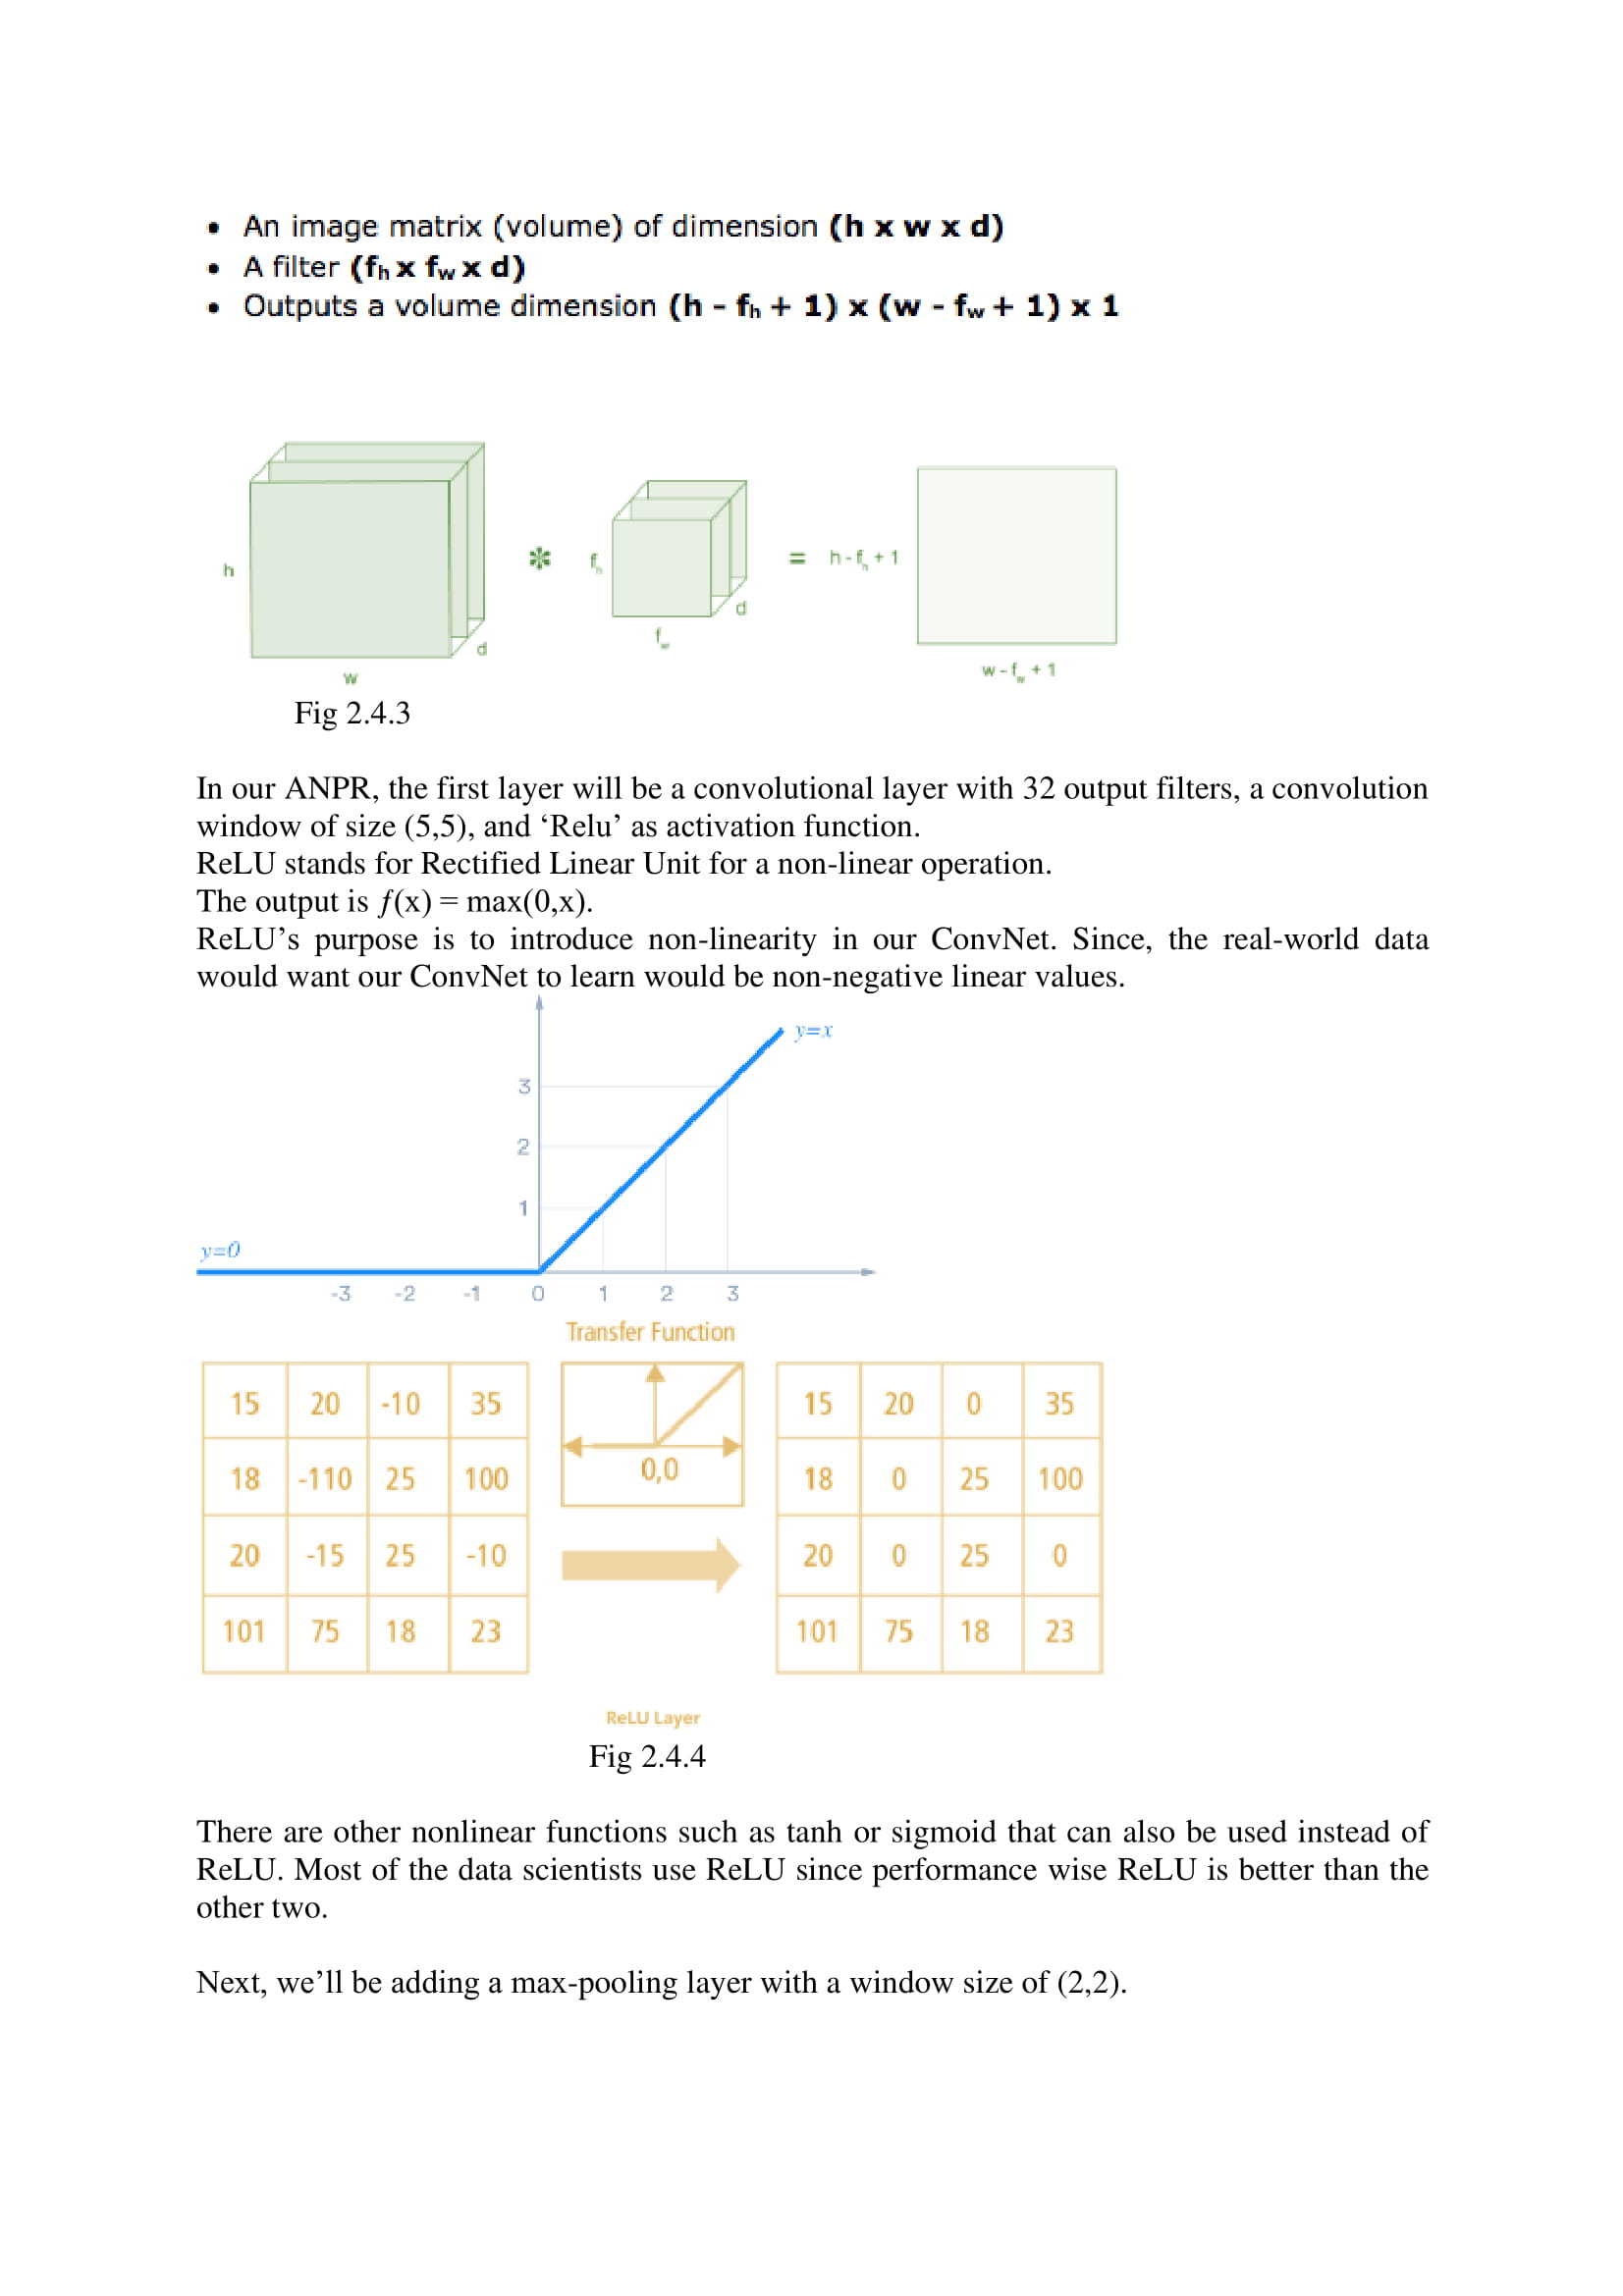 • An image matrix (volume) of dimension (h x w x d)
• A filter (fh x fw x d)
• Outputs a volume dimension (h - fh + 1) x (w - fw + 1) x 1
h
w
d
*
fh
fw
d
=
h - fh + 1
w - fw + 1
Fig 2.4.3
In our ANPR, the first layer will be a convolutional layer with 32 output filters, a convolution
window of size (5,5), and ‘Relu’ as activation function.
ReLU stands for Rectified Linear Unit for a non-linear operation.
The output is ƒ(x) = max(0,x).
ReLU’s purpose is to introduce non-linearity in our ConvNet. Since, the real-world data
would want our ConvNet to learn would be non-negative linear values.
y=x
3
2
1
y=0
-3 -2 -1 0 1 2 3
Transfer Function
15 20 -10 35
18 -110 25 100
20 -15 25 -10
101 75 18 23
0,0
15 20 0 35
18 0 25 100
20 0 25 0
101 75 18 23
ReLU Layer
Fig 2.4.4
There are other nonlinear functions such as tanh or sigmoid that can also be used instead of
ReLU. Most of the data scientists use ReLU since performance wise ReLU is better than the
other two.
Next, we’ll be adding a max-pooling layer with a window size of (2,2).